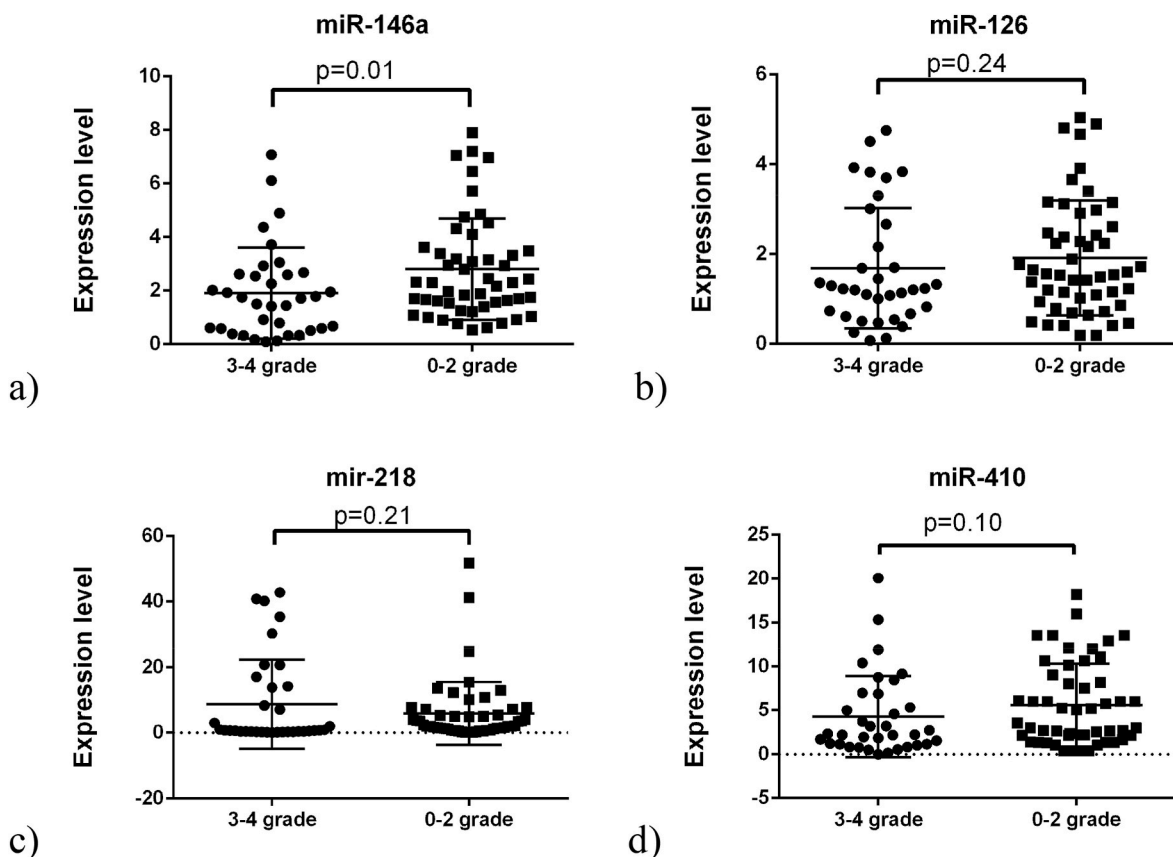 miR-146a
p=0.01
Expression level
10
8
6
4
2
0
3-4 grade 0-2 grade
a)
miR-126
p=0.24
Expression level
6
4
2
0
3-4 grade 0-2 grade
b)
mir-218
p=0.21
Expression level
60
40
20
0
-20
3-4 grade 0-2 grade
c)
miR-410
p=0.10
Expression level
25
20
15
10
5
0
-5
3-4 grade 0-2 grade
d)